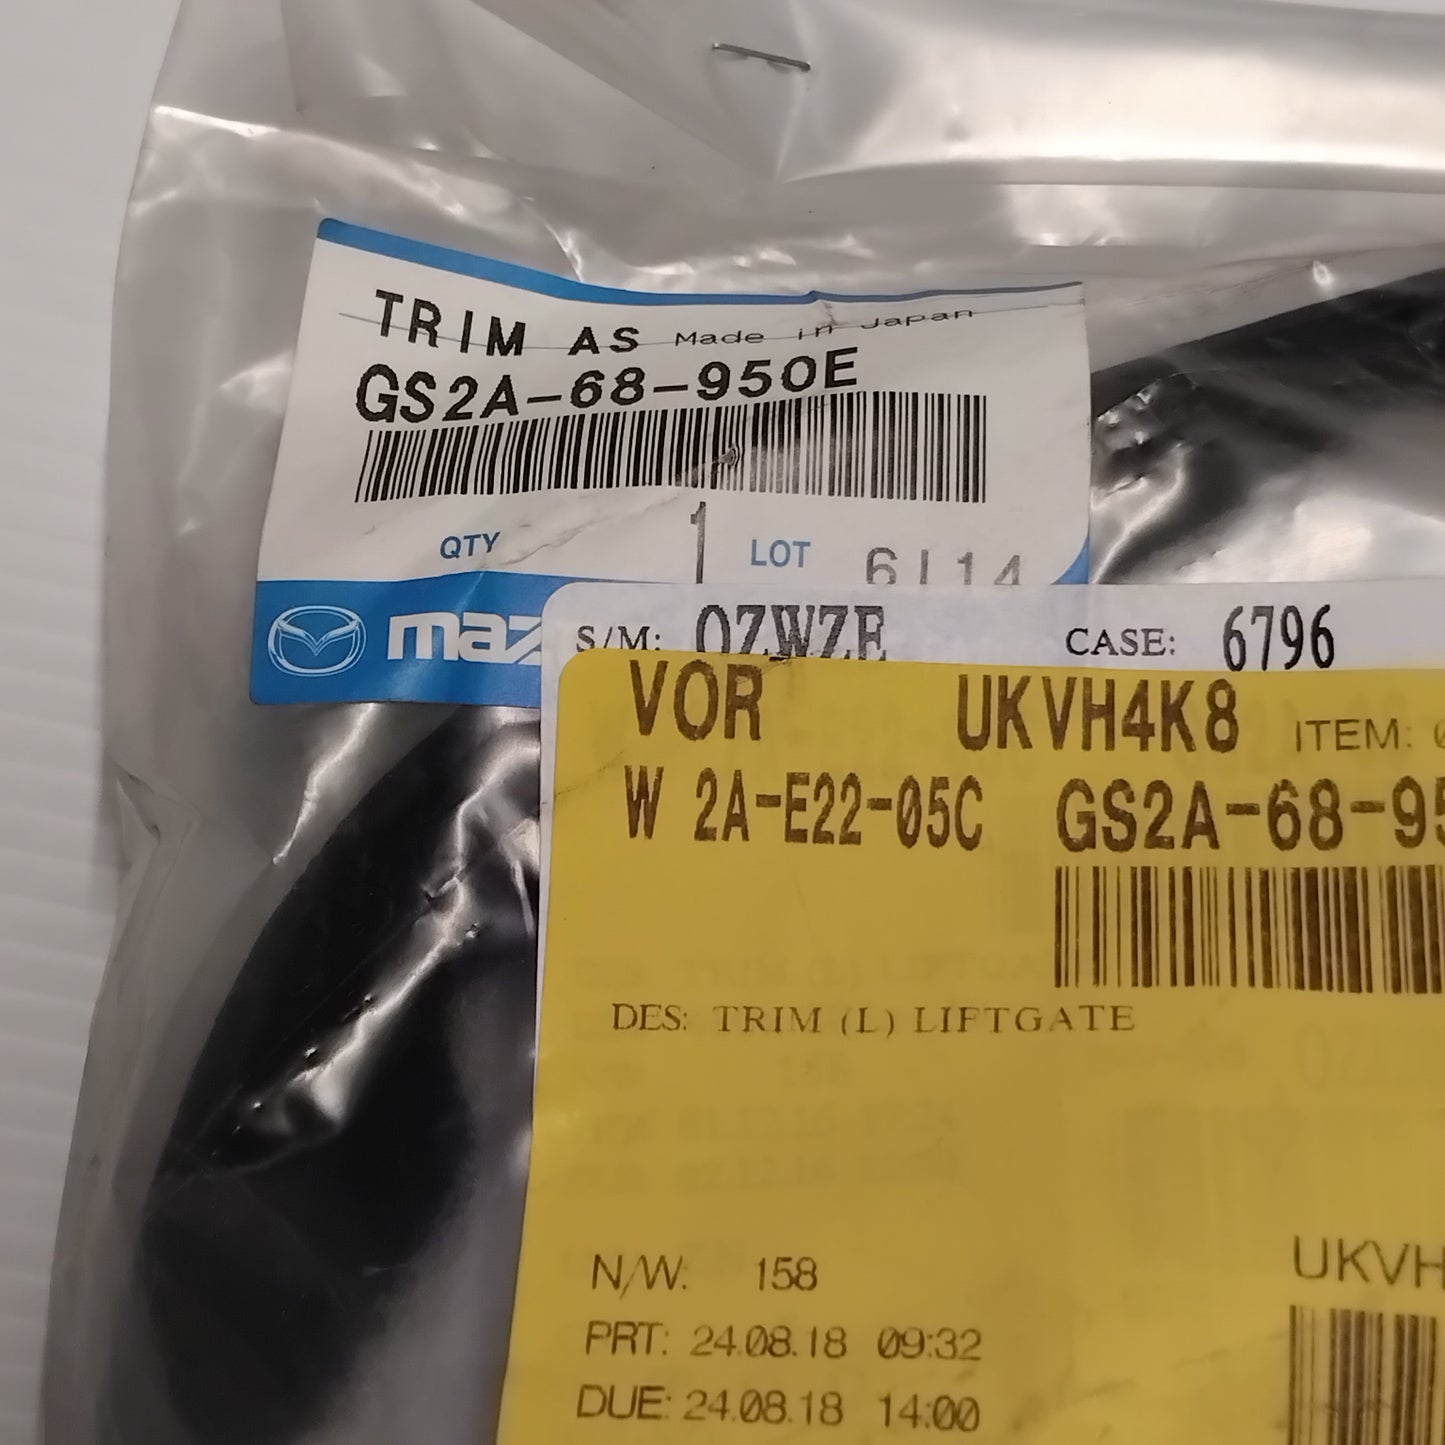 TRIM AS Made in Japan
GS2A-68-950E
QTY 1 LOT 6I14
S/M: QZWZE CASE: 6796
VOR UKVH4K8 ITEM:
W 2A-E22-05C GS2A-68-95
DES: TRIM (L) LIFTGATE
N/W: 158
UKVH
PRT: 24.08.18 09:32
DUE: 24.08.18 14:00